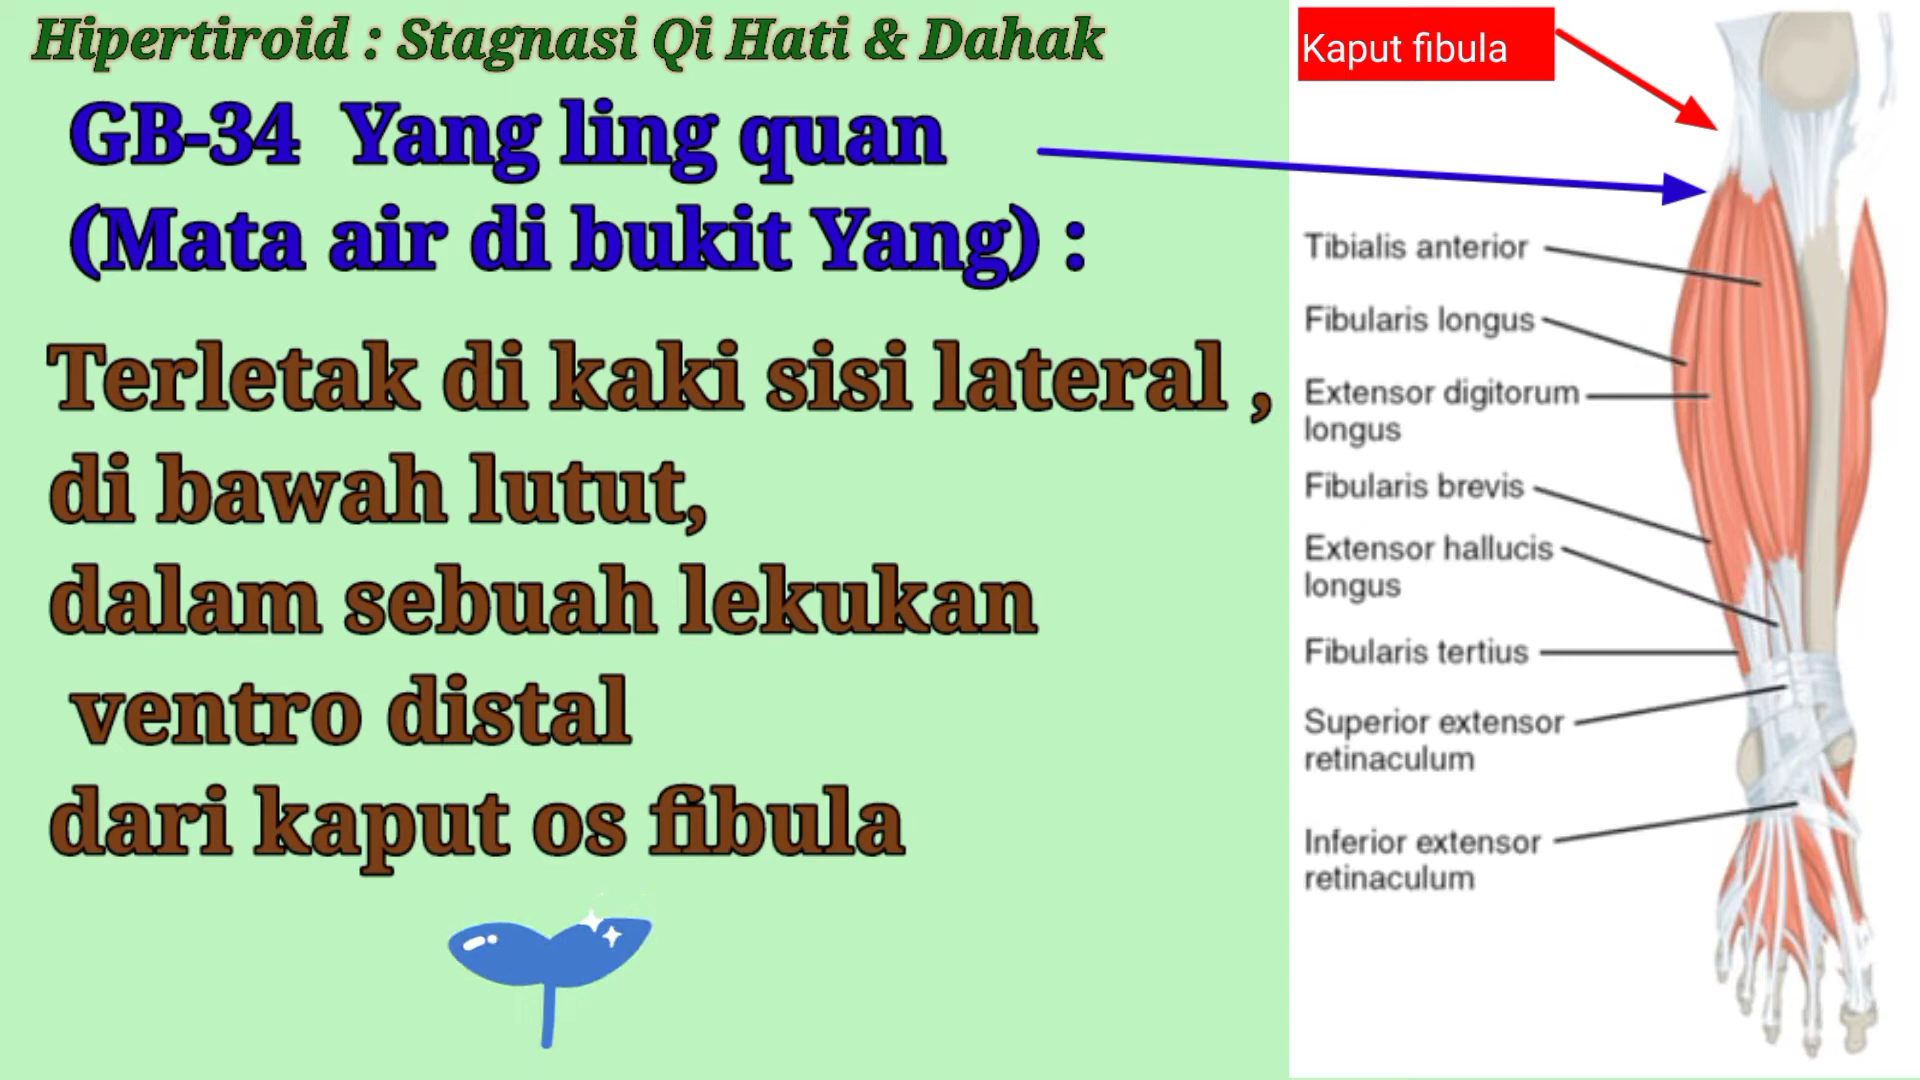 Hipertiroid : Stagnasi Qi Hati & Dahak
GB-34 Yang ling quan
(Mata air di bukit Yang) :
Terletak di kaki sisi lateral ,
di bawah lutut,
dalam sebuah lekukan
ventro distal
dari kaput os fibula
Kaput fibula
Tibialis anterior
Fibularis longus
Extensor digitorum
longus
Fibularis brevis
Extensor hallucis
longus
Fibularis tertius
Superior extensor
retinaculum
Inferior extensor
retinaculum